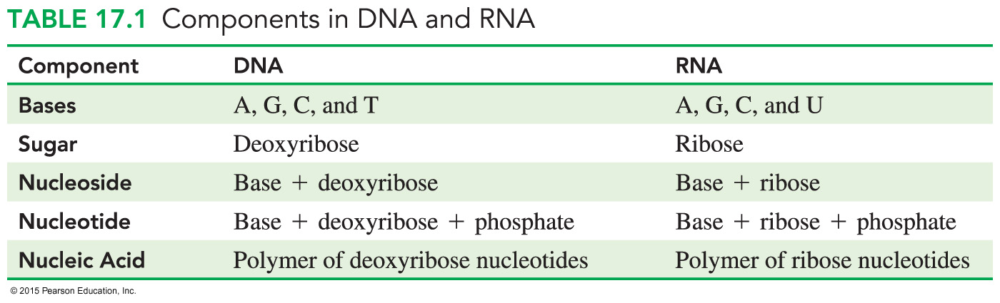 TABLE 17.1 Components in DNA and RNA
Component DNA RNA
Bases A, G, C, and T A, G, C, and U
Sugar Deoxyribose Ribose
Nucleoside Base + deoxyribose Base + ribose
Nucleotide Base + deoxyribose + phosphate Base + ribose + phosphate
Nucleic Acid Polymer of deoxyribose nucleotides Polymer of ribose nucleotides
© 2015 Pearson Education, Inc.